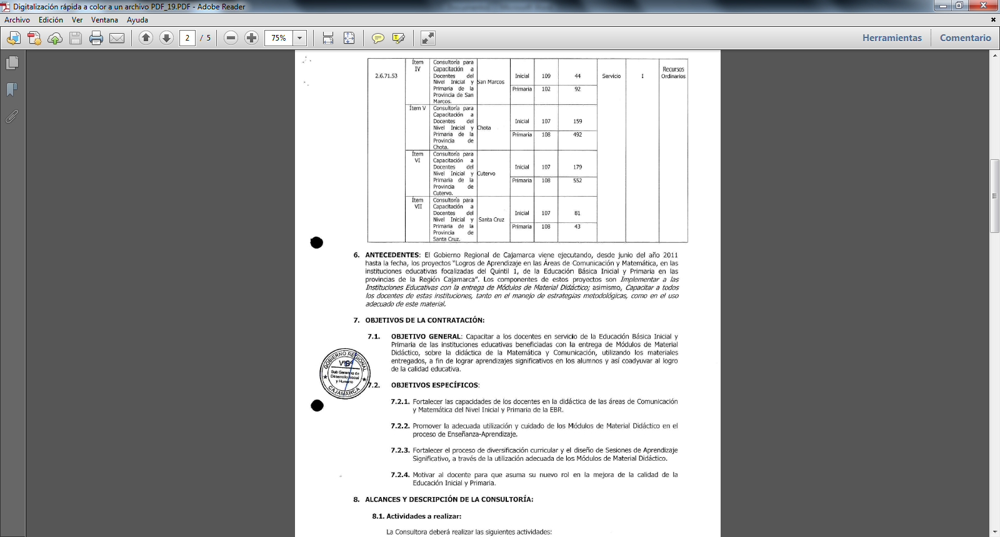 Digitalización rápida a color a un archivo PDF_19.PDF - Adobe Reader
Archivo Edición Ver Ventana Ayuda
2 / 5 75% Herramientas Comentario
2.6.71.53
Ítem IV
Consultoría para
Capacitación a
Docentes del
Nivel Inicial y
Primaria de la
Provincia de San
Marcos.
San Marcos
Inicial 109 44
Primaria 102 92
Servicio
I
Recursos
Ordinarios
Ítem V
Consultoría para
Capacitación a
Docentes del
Nivel Inicial y
Primaria de la
Provincia de
Chota.
Chota
Inicial 107 159
Primaria 108 492
Ítem VI
Consultoría para
Capacitación a
Docentes del
Nivel Inicial y
Primaria de la
Provincia de
Cutervo.
Cutervo
Inicial 107 179
Primaria 108 552
Ítem VII
Consultoría para
Capacitación a
Docentes del
Nivel Inicial y
Primaria de la
Provincia de
Santa Cruz.
Santa Cruz
Inicial 107 81
Primaria 108 43
6. ANTECEDENTES: El Gobierno Regional de Cajamarca viene ejecutando, desde junio del año 2011
hasta la fecha, los proyectos "Logros de Aprendizaje en las Áreas de Comunicación y Matemática, en las
instituciones educativas focalizadas del Quintil 1, de la Educación Básica Inicial y Primaria en las
provincias de la Región Cajamarca". Los componentes de estos proyectos son Implementar a las
Instituciones Educativas con la entrega de Módulos de Material Didáctico; asimismo, Capacitar a todos
los docentes de estas instituciones, tanto en el manejo de estrategias metodológicas, como en el uso
adecuado de este material.
7. OBJETIVOS DE LA CONTRATACIÓN:
7.1. OBJETIVO GENERAL: Capacitar a los docentes en servicio de la Educación Básica Inicial y
Primaria de las instituciones educativas beneficiadas con la entrega de Módulos de Material
Didáctico, sobre la didáctica de la Matemática y Comunicación, utilizando los materiales
entregados, a fin de lograr aprendizajes significativos en los alumnos y así coadyuvar al logro
de la calidad educativa.
GOBIERNO REGIONAL
VºBº
Sub Gerencia de
Desarrollo Social
y Humano
CAJAMARCA
7.2. OBJETIVOS ESPECÍFICOS:
7.2.1. Fortalecer las capacidades de los docentes en la didáctica de las áreas de Comunicación
y Matemática del Nivel Inicial y Primaria de la EBR.
7.2.2. Promover la adecuada utilización y cuidado de los Módulos de Material Didáctico en el
proceso de Enseñanza-Aprendizaje.
7.2.3. Fortalecer el proceso de diversificación curricular y el diseño de Sesiones de Aprendizaje
Significativo, a través de la utilización adecuada de los Módulos de Material Didáctico.
7.2.4. Motivar al docente para que asuma su nuevo rol en la mejora de la calidad de la
Educación Inicial y Primaria.
8. ALCANCES Y DESCRIPCIÓN DE LA CONSULTORÍA:
8.1. Actividades a realizar:
La Consultora deberá realizar las siguientes actividades: